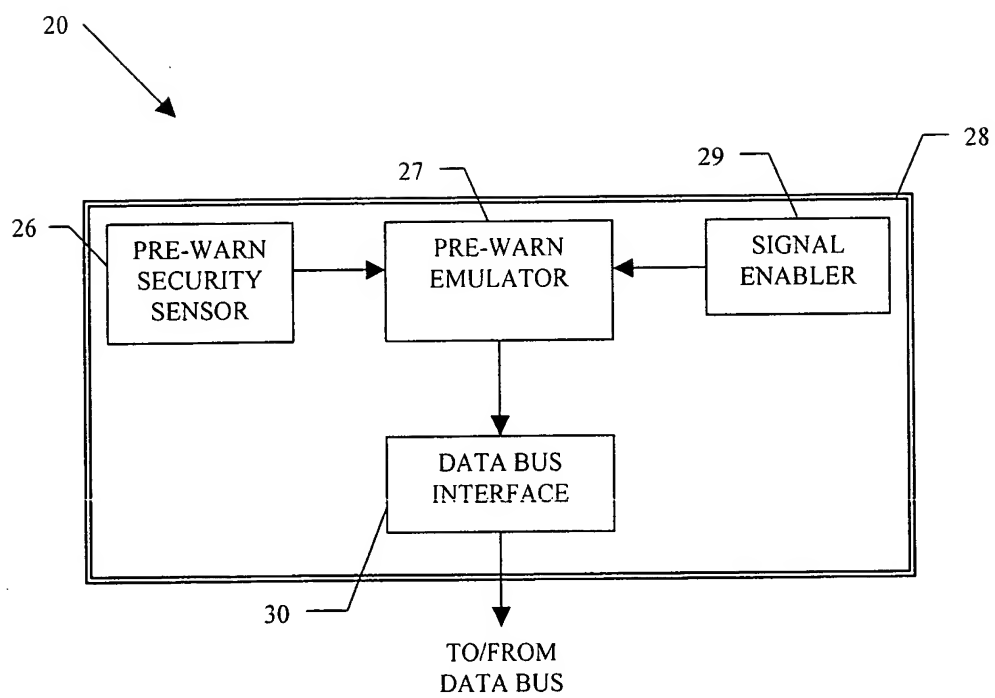 20
28
27
29
26
PRE-WARN
SECURITY
SENSOR
PRE-WARN
EMULATOR
SIGNAL
ENABLER
DATA BUS
INTERFACE
30
TO/FROM
DATA BUS